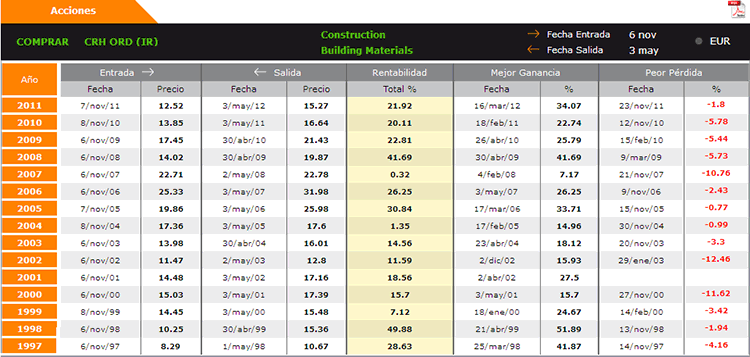 Acciones
COMPRAR CRH ORD (IR) Construction Building Materials Fecha Entrada 6 nov Fecha Salida 3 may EUR
Año Entrada Salida Rentabilidad Mejor Ganancia Peor Pérdida
Fecha Precio Fecha Precio Total % Fecha % Fecha %
2011 7/nov/11 12.52 3/may/12 15.27 21.92 16/mar/12 34.07 23/nov/11 -1.8
2010 8/nov/10 13.85 3/may/11 16.64 20.11 18/feb/11 22.74 12/nov/10 -5.78
2009 6/nov/09 17.45 30/abr/10 21.43 22.81 26/abr/10 25.79 15/feb/10 -5.44
2008 6/nov/08 14.02 30/abr/09 19.87 41.69 30/abr/09 41.69 9/mar/09 -5.73
2007 6/nov/07 22.71 2/may/08 22.78 0.32 4/feb/08 7.17 21/nov/07 -10.76
2006 6/nov/06 25.33 3/may/07 31.98 26.25 3/may/07 26.25 9/nov/06 -2.43
2005 7/nov/05 19.86 3/may/06 25.98 30.84 17/mar/06 33.71 15/nov/05 -0.77
2004 8/nov/04 17.36 3/may/05 17.6 1.35 17/feb/05 14.96 30/nov/04 -0.99
2003 6/nov/03 13.98 30/abr/04 16.01 14.56 23/abr/04 18.12 20/nov/03 -3.3
2002 6/nov/02 11.47 2/may/03 12.8 11.59 2/dic/02 15.93 29/ene/03 -12.46
2001 6/nov/01 14.48 2/may/02 17.16 18.56 2/abr/02 27.5
2000 6/nov/00 15.03 3/may/01 17.39 15.7 3/may/01 15.7 27/nov/00 -11.62
1999 8/nov/99 14.45 3/may/00 15.48 7.12 18/ene/00 24.67 14/feb/00 -3.42
1998 6/nov/98 10.25 30/abr/99 15.36 49.88 21/abr/99 51.89 13/nov/98 -1.94
1997 6/nov/97 8.29 1/may/98 10.67 28.63 25/mar/98 41.87 14/nov/97 -4.16